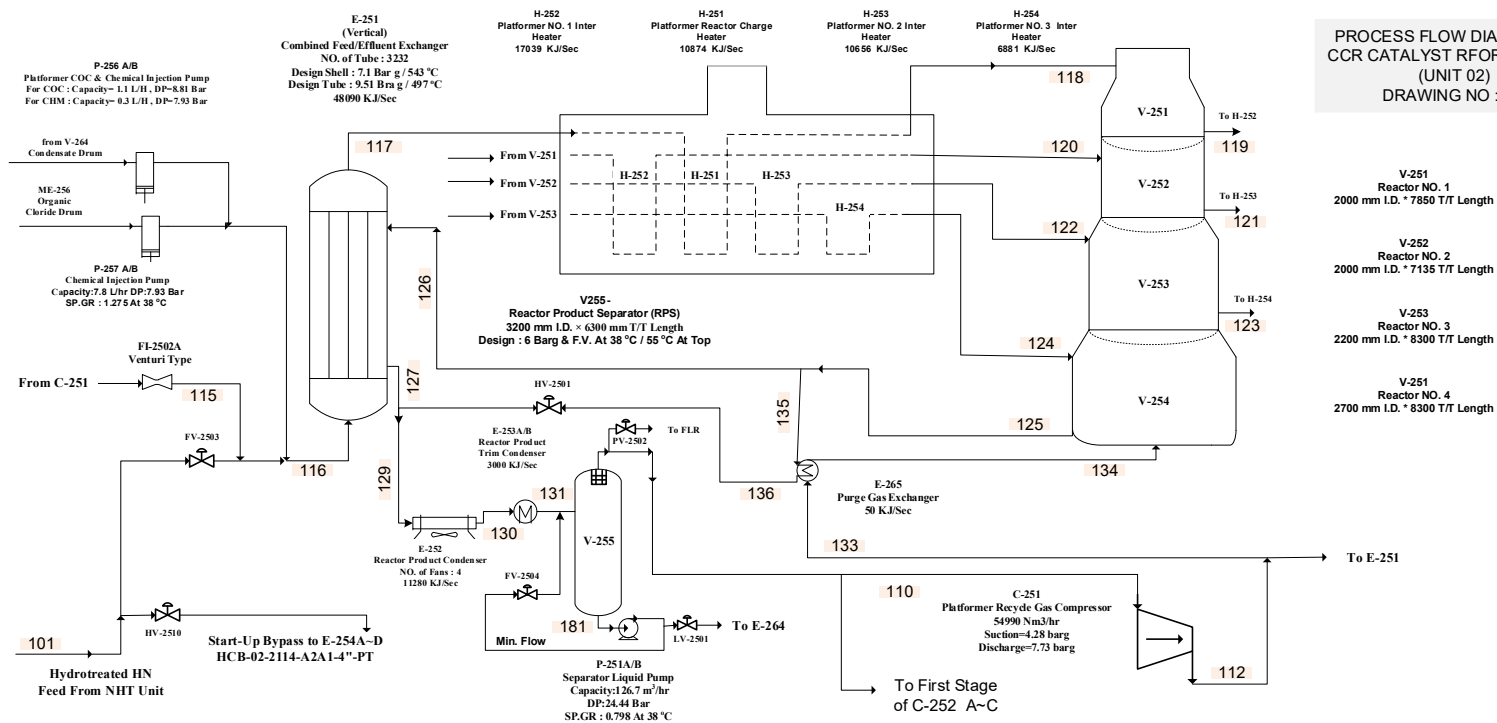 E-251
(Vertical)
Combined Feed/Effluent Exchanger
NO. of Tube : 3232
Design Shell : 7.1 Bar g / 543 °C
Design Tube : 9.51 Bra g / 497 °C
48090 KJ/Sec
H-252
Platformer NO. 1 Inter
Heater
17039 KJ/Sec
H-251
Platformer Reactor Charge
Heater
10874 KJ/Sec
H-253
Platformer NO. 2 Inter
Heater
10656 KJ/Sec
H-254
Platformer NO. 3 Inter
Heater
6881 KJ/Sec
PROCESS FLOW DIA
CCR CATALYST RFOR
(UNIT 02)
DRAWING NO :
P-256 A/B
Platformer COC & Chemical Injection Pump
For COC : Capacity= 1.1 L/H , DP=8.81 Bar
For CHM : Capacity= 0.3 L/H , DP=7.93 Bar
from V-264
Condensate Drum
ME-256
Organic
Cloride Drum
P-257 A/B
Chemical Injection Pump
Capacity:7.8 L/hr DP:7.93 Bar
SP.GR : 1.275 At 38 °C
FI-2502A
Venturi Type
From C-251
115
FV-2503
116
101
HV-2510
Start-Up Bypass to E-254A~D
HCB-02-2114-A2A1-4"-PT
Hydrotreated HN
Feed From NHT Unit
117
From V-251
From V-252
From V-253
H-252
H-251
H-253
H-254
118
V-251
To H-252
119
120
V-252
To H-253
121
122
V-253
To H-254
123
124
V-254
125
V-251
Reactor NO. 1
2000 mm I.D. * 7850 T/T Length
V-252
Reactor NO. 2
2000 mm I.D. * 7135 T/T Length
V-253
Reactor NO. 3
2200 mm I.D. * 8300 T/T Length
V-251
Reactor NO. 4
2700 mm I.D. * 8300 T/T Length
126
V255-
Reactor Product Separator (RPS)
3200 mm I.D. × 6300 mm T/T Length
Design : 6 Barg & F.V. At 38 °C / 55 °C At Top
127
HV-2501
135
129
E-253A/B
Reactor Product
Trim Condenser
3000 KJ/Sec
PV-2502
To FLR
134
136
E-265
Purge Gas Exchanger
50 KJ/Sec
130
131
V-255
E-252
Reactor Product Condenser
NO. of Fans : 4
11280 KJ/Sec
133
To E-251
FV-2504
110
C-251
Platformer Recycle Gas Compressor
54990 Nm3/hr
Suction=4.28 barg
Discharge=7.73 barg
181
Min. Flow
LV-2501
To E-264
P-251A/B
Separator Liquid Pump
Capacity:126.7 m³/hr
DP:24.44 Bar
SP.GR : 0.798 At 38 °C
112
To First Stage
of C-252 A~C